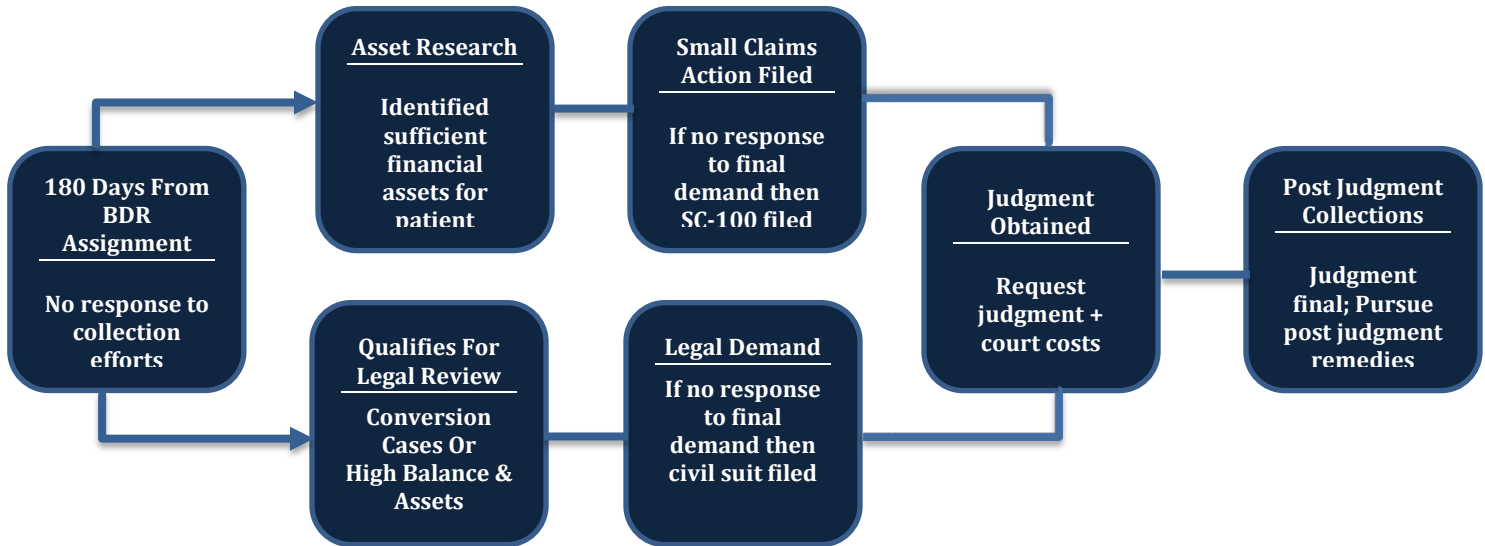 180 Days From
BDR
Assignment
No response to
collection
efforts
Asset Research
Identified
sufficient
financial
assets for
patient
Small Claims
Action Filed
If no response
to final
demand then
SC-100 filed
Qualifies For
Legal Review
Conversion
Cases Or
High Balance &
Assets
Legal Demand
If no response
to final
demand then
civil suit filed
Judgment
Obtained
Request
judgment +
court costs
Post Judgment
Collections
Judgment
final; Pursue
post judgment
remedies